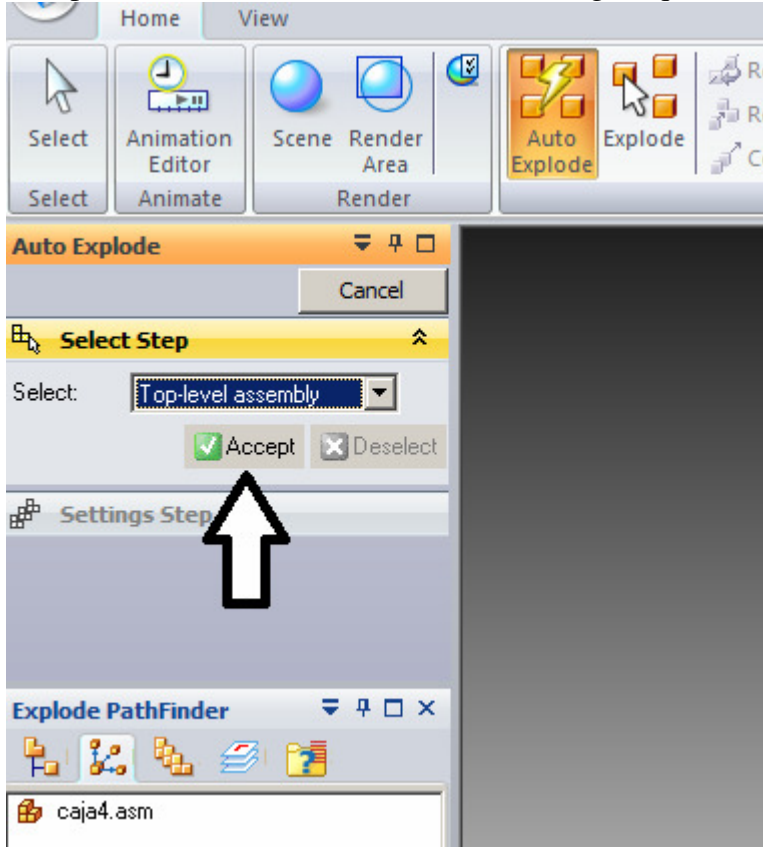 Home View
Select
Animation
Editor
Scene
Render
Area
Auto
Explode
Explode
Select
Animate
Render
Auto Explode
Cancel
Select Step
Select:
Top-level assembly
Accept
Deselect
Settings Step
Explode PathFinder
caja4.asm